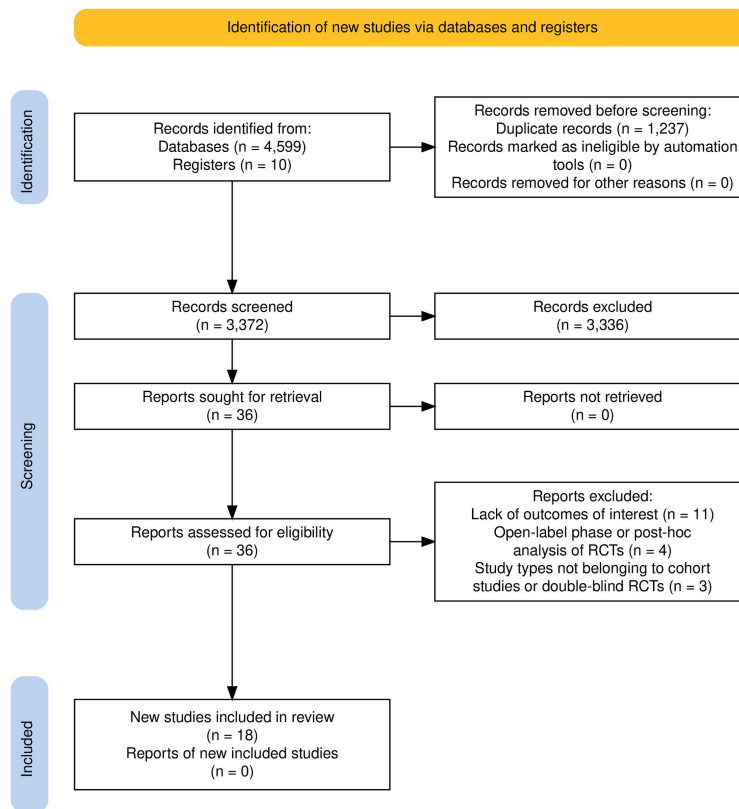 Identification of new studies via databases and registers
Identification
Records identified from:
Databases (n = 4,599)
Registers (n = 10)
Records removed before screening:
Duplicate records (n = 1,237)
Records marked as ineligible by automation
tools (n = 0)
Records removed for other reasons (n = 0)
Screening
Records screened
(n = 3,372)
Records excluded
(n = 3,336)
Reports sought for retrieval
(n = 36)
Reports not retrieved
(n = 0)
Reports assessed for eligibility
(n = 36)
Reports excluded:
Lack of outcomes of interest (n = 11)
Open-label phase or post-hoc
analysis of RCTs (n = 4)
Study types not belonging to cohort
studies or double-blind RCTs (n = 3)
Included
New studies included in review
(n = 18)
Reports of new included studies
(n = 0)